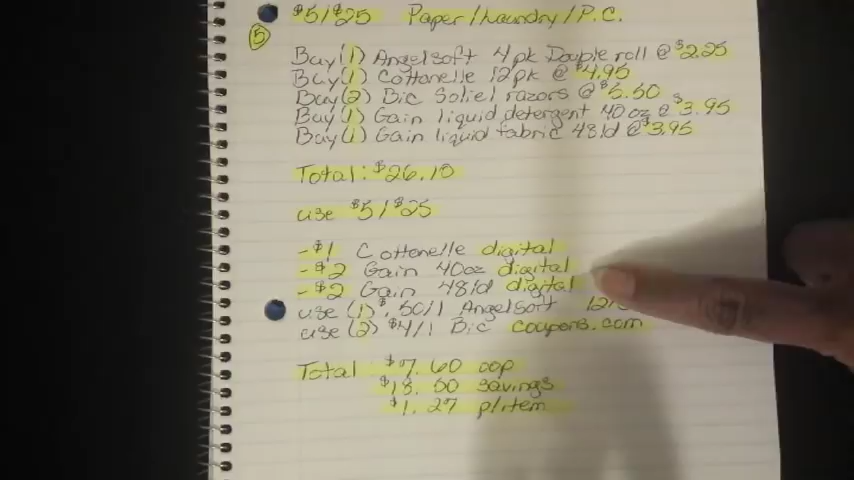 $5/$25 Paper/Laundry/P.C.
5
Buy (1) Angelsoft 4pk Double roll @ $2.25
Buy (1) Cottonelle 12pk @ $4.95
Buy (2) Bic Soliel razors @ $5.50
Buy (1) Gain liquid detergent 40oz @ $3.95
Buy (1) Gain liquid fabric 48ld @ $3.95
Total: $26.10
use $5/$25
-$1 Cottonelle digital
-$2 Gain 40oz digital
-$2 Gain 48ld digital
use (1) $.50/1 Angelsoft
use (2) $4/1 Bic coupons.com
Total $7.60 oop
$18.50 savings
$1.27 p/item